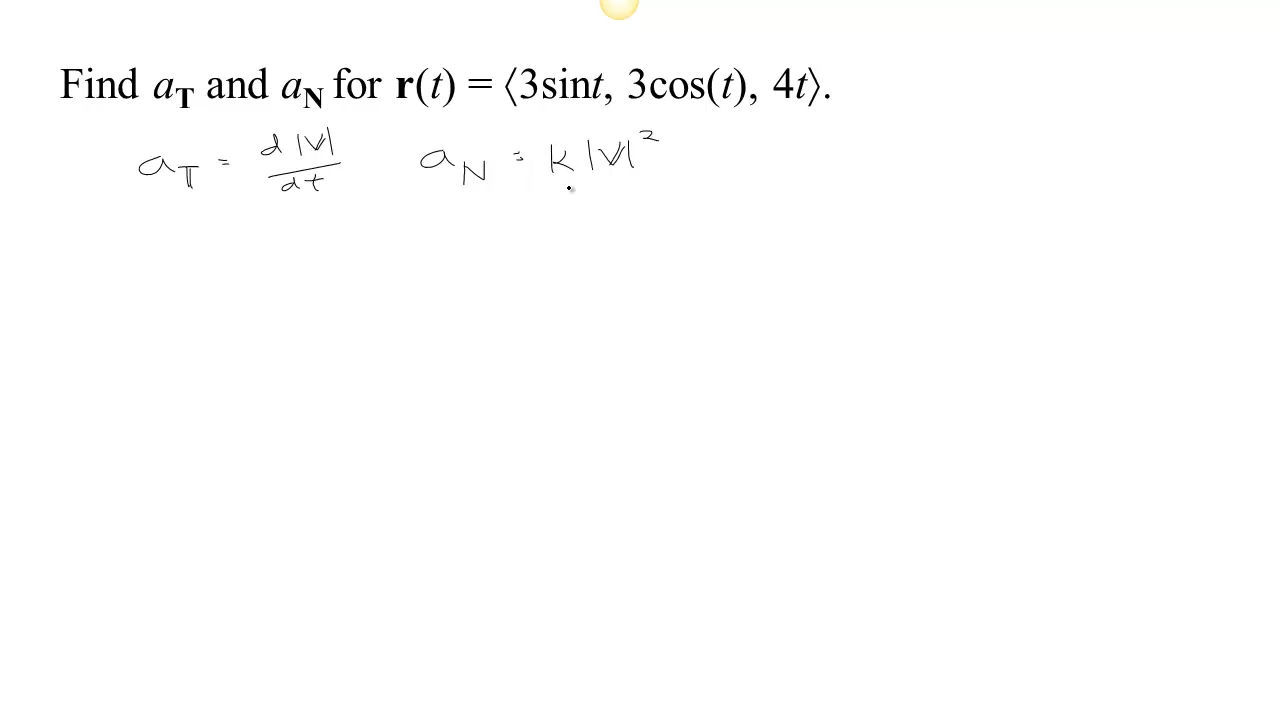 Find a_T and a_N for r(t) = ⟨3sint, 3cos(t), 4t⟩.
a_T = d|v|/dt   a_N = k|v|^2